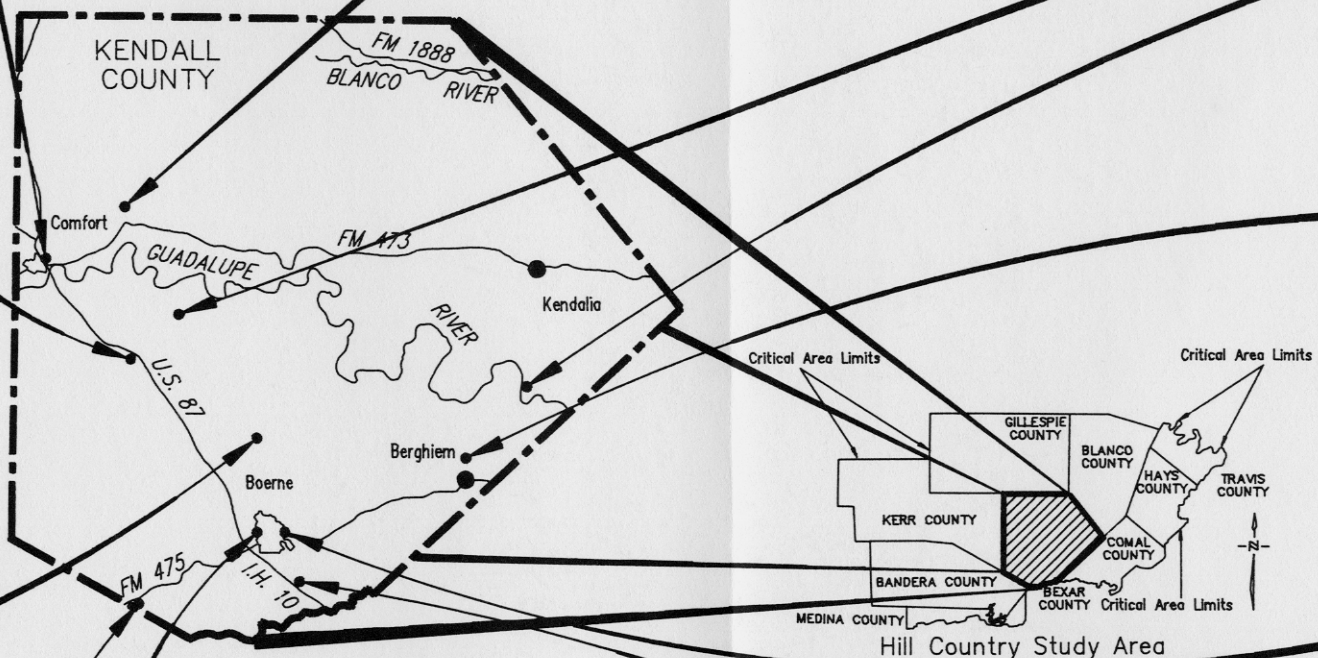 KENDALL
COUNTY
FM 1888
BLANCO RIVER
Comfort
FM 473
GUADALUPE
RIVER
Kendalia
U.S. 87
Berghiem
Boerne
FM 475
I.H. 10
Critical Area Limits
Critical Area Limits
GILLESPIE
COUNTY
BLANCO
COUNTY
HAYS
COUNTY
TRAVIS
COUNTY
KERR COUNTY
COMAL
COUNTY
N
BANDERA COUNTY
BEXAR
COUNTY
Critical Area Limits
MEDINA COUNTY
Hill Country Study Area